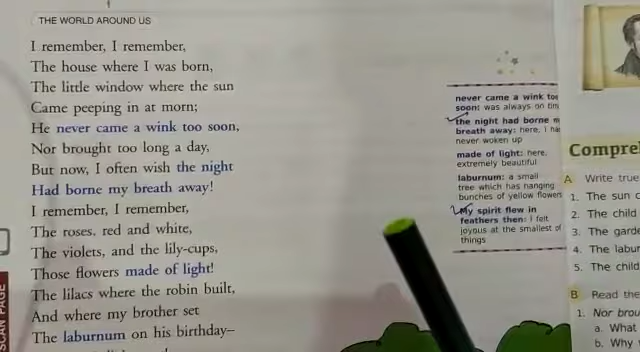 THE WORLD AROUND US
I remember, I remember,
The house where I was born,
The little window where the sun
Came peeping in at morn;
He never came a wink too soon,
Nor brought too long a day,
But now, I often wish the night
Had borne my breath away!
I remember, I remember,
The roses, red and white,
The violets, and the lily-cups,
Those flowers made of light!
The lilacs where the robin built,
And where my brother set
The laburnum on his birthday–
never came a wink too
soon: was always on tim
the night had borne m
breath away: here, I ha
never woken up
made of light: here,
extremely beautiful
laburnum: a small
tree which has hanging
bunches of yellow flowers
My spirit flew in
feathers then: I felt
joyous at the smallest of
things
Compre
A Write true
1. The sun
2. The child
3. The garde
4. The labur
5. The child
B Read the
1. Nor brou
a. What
b. Why
SCAN PAGE